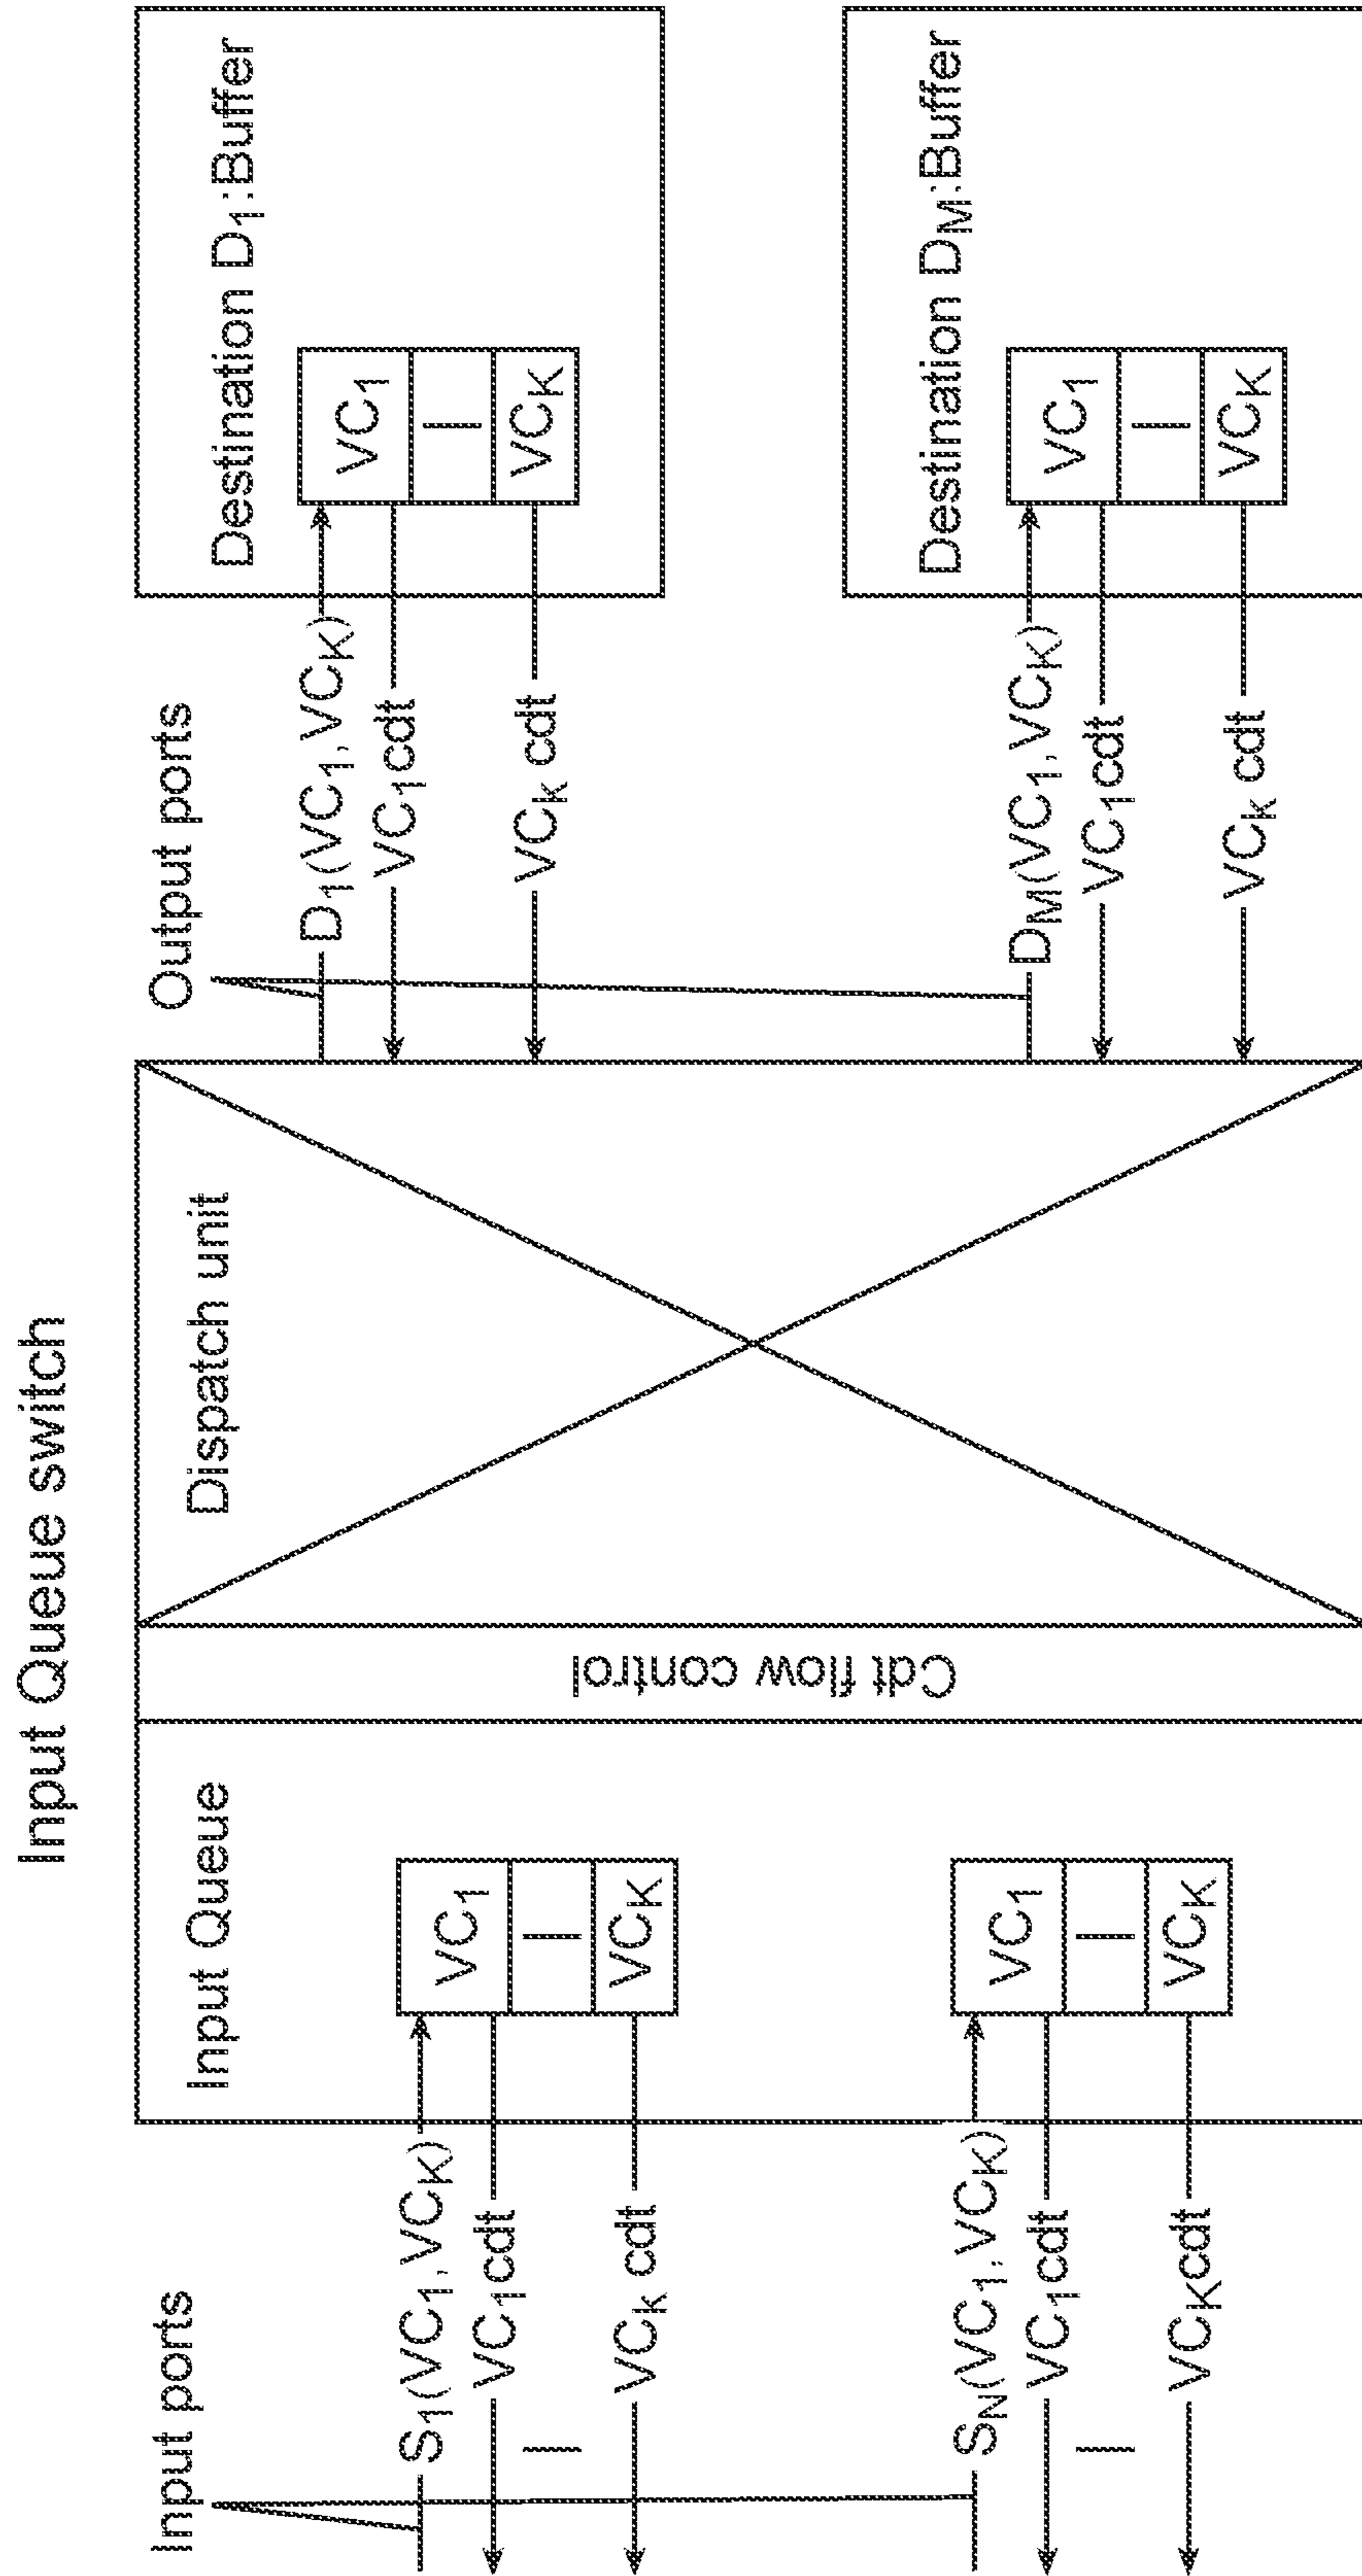 Input Queue switch
Input ports
Input Queue
Dispatch unit
Output ports
Destination D₁:Buffer
S₁(VC₁,VCK)
VC₁cdt
VCk cdt
VC₁
VCK
Cdt flow control
D₁(VC₁,VCK)
VC₁cdt
VCk cdt
VC₁
VCK
SN(VC₁,VCK)
VC₁cdt
VCKcdt
VC₁
VCK
Destination DM:Buffer
DM(VC₁,VCK)
VC₁cdt
VCk cdt
VC₁
VCK